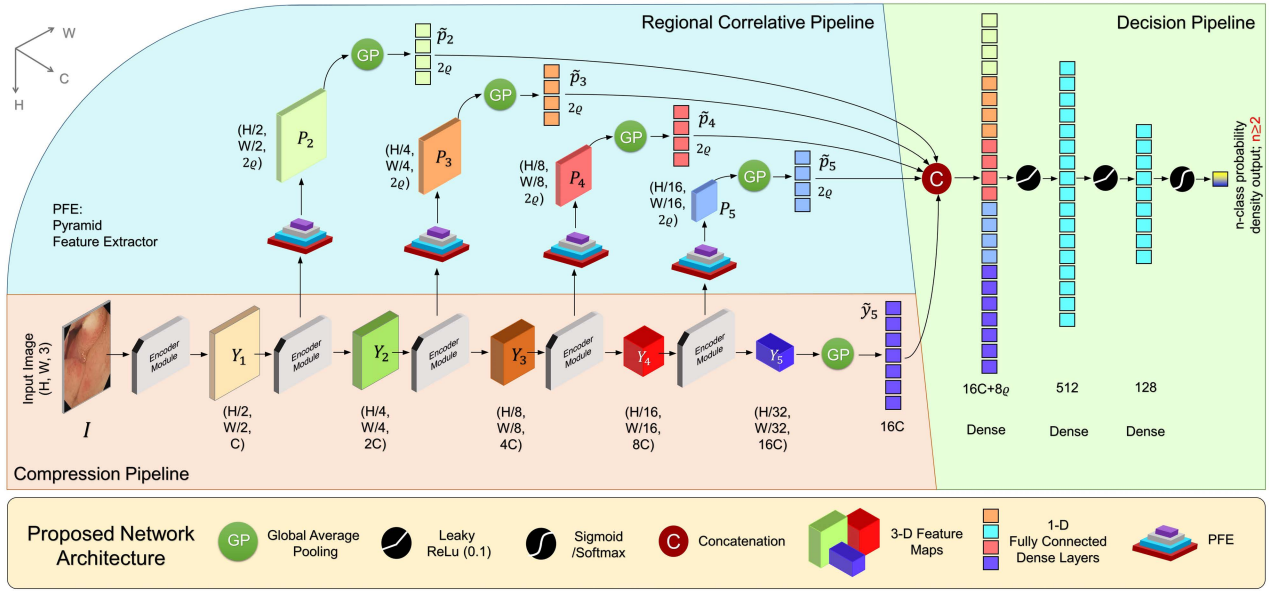 Regional Correlative Pipeline
Decision Pipeline
W
C
H
GP
p̃₂
2ϱ
GP
p̃₃
2ϱ
GP
p̃₄
2ϱ
GP
p̃₅
2ϱ
(H/2,
W/2,
2ϱ)
P₂
(H/4,
W/4,
2ϱ)
P₃
(H/8,
W/8,
2ϱ)
P₄
(H/16,
W/16,
2ϱ)
P₅
PFE:
Pyramid
Feature Extractor
C
n-class probability
density output; n≥2
Input Image
(H, W, 3)
I
Encoder
Module
Y₁
Encoder
Module
Y₂
Encoder
Module
Y₃
Encoder
Module
Y₄
Encoder
Module
Y₅
GP
ỹ₅
16C
(H/2,
W/2,
C)
(H/4,
W/4,
2C)
(H/8,
W/8,
4C)
(H/16,
W/16,
8C)
(H/32,
W/32,
16C)
16C+8ϱ
512
128
Dense
Dense
Dense
Compression Pipeline
Proposed Network
Architecture
GP
Global Average
Pooling
Leaky
ReLu (0.1)
Sigmoid
/Softmax
C
Concatenation
3-D Feature
Maps
1-D
Fully Connected
Dense Layers
PFE